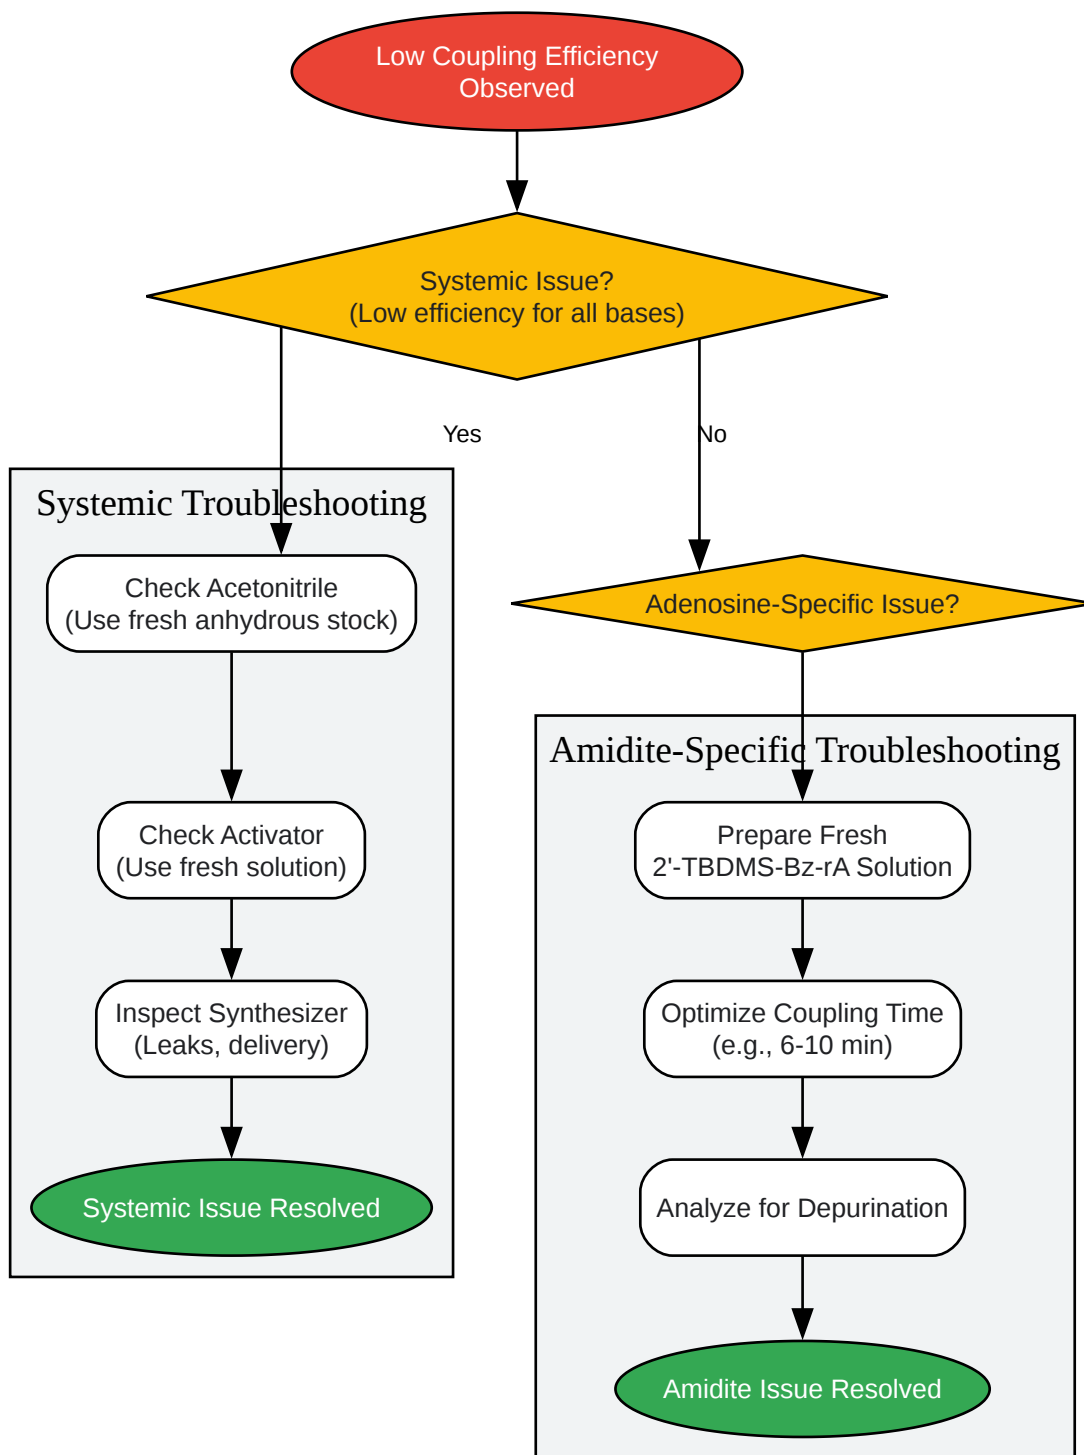 Low Coupling Efficiency
Observed
Systemic Issue?
(Low efficiency for all bases)
Yes
No
Systemic Troubleshooting
Check Acetonitrile
(Use fresh anhydrous stock)
Check Activator
(Use fresh solution)
Inspect Synthesizer
(Leaks, delivery)
Systemic Issue Resolved
Adenosine-Specific Issue?
Amidite-Specific Troubleshooting
Prepare Fresh
2'-TBDMS-Bz-rA Solution
Optimize Coupling Time
(e.g., 6-10 min)
Analyze for Depurination
Amidite Issue Resolved